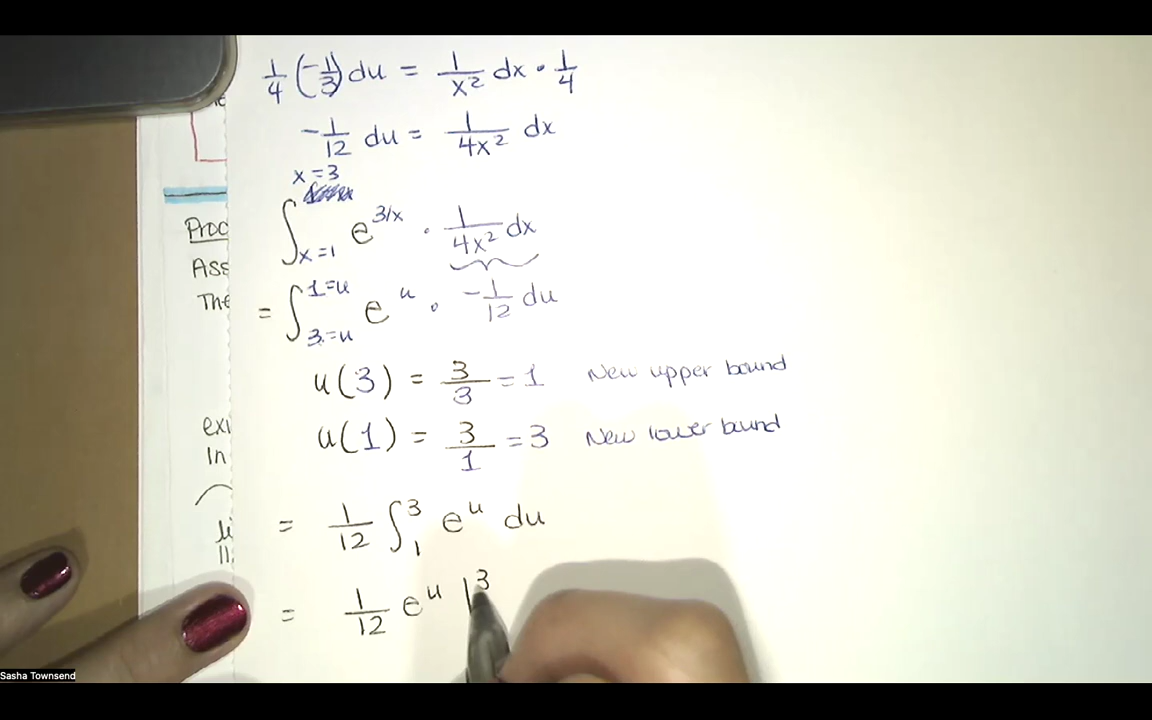 1/4 (-1/3) du = 1/x² dx · 1/4
-1/12 du = 1/4x² dx
x = 3
∫ x=1 e^3/x · 1/4x² dx
= ∫ 3=u 1=u e^u · -1/12 du
Proc
Ass
The
u(3) = 3/3 = 1 New upper bound
u(1) = 3/1 = 3 New lower bound
exi
In
= 1/12 ∫ 1 3 e^u du
= 1/12 e^u | 3
Sasha Townsend